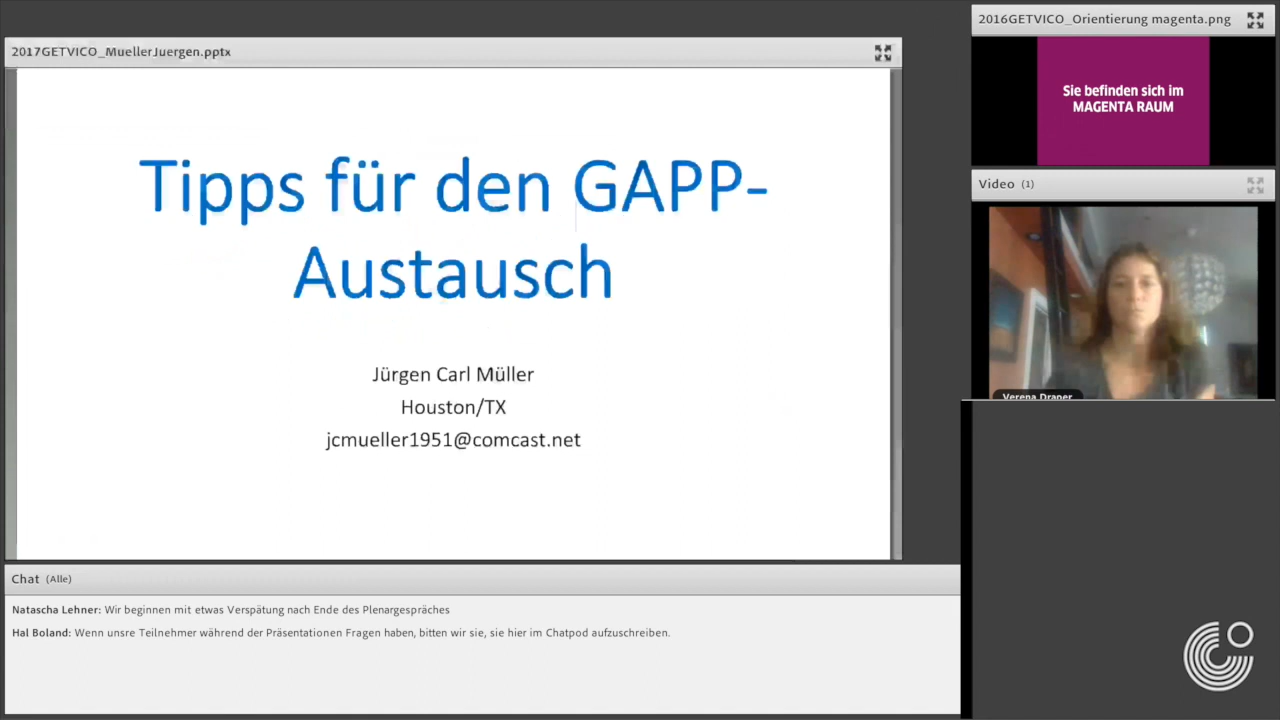 2017GETVICO_MuellerJuergen.pptx
Tipps für den GAPP-
Austausch
Jürgen Carl Müller
Houston/TX
jcmueller1951@comcast.net
2016GETVICO_Orientierung magenta.png
Sie befinden sich im
MAGENTA RAUM
Video (1)
Verena Draper
Chat (Alle)
Natascha Lehner: Wir beginnen mit etwas Verspätung nach Ende des Plenargespräches
Hal Boland: Wenn unsre Teilnehmer während der Präsentationen Fragen haben, bitten wir sie, sie hier im Chatpod aufzuschreiben.